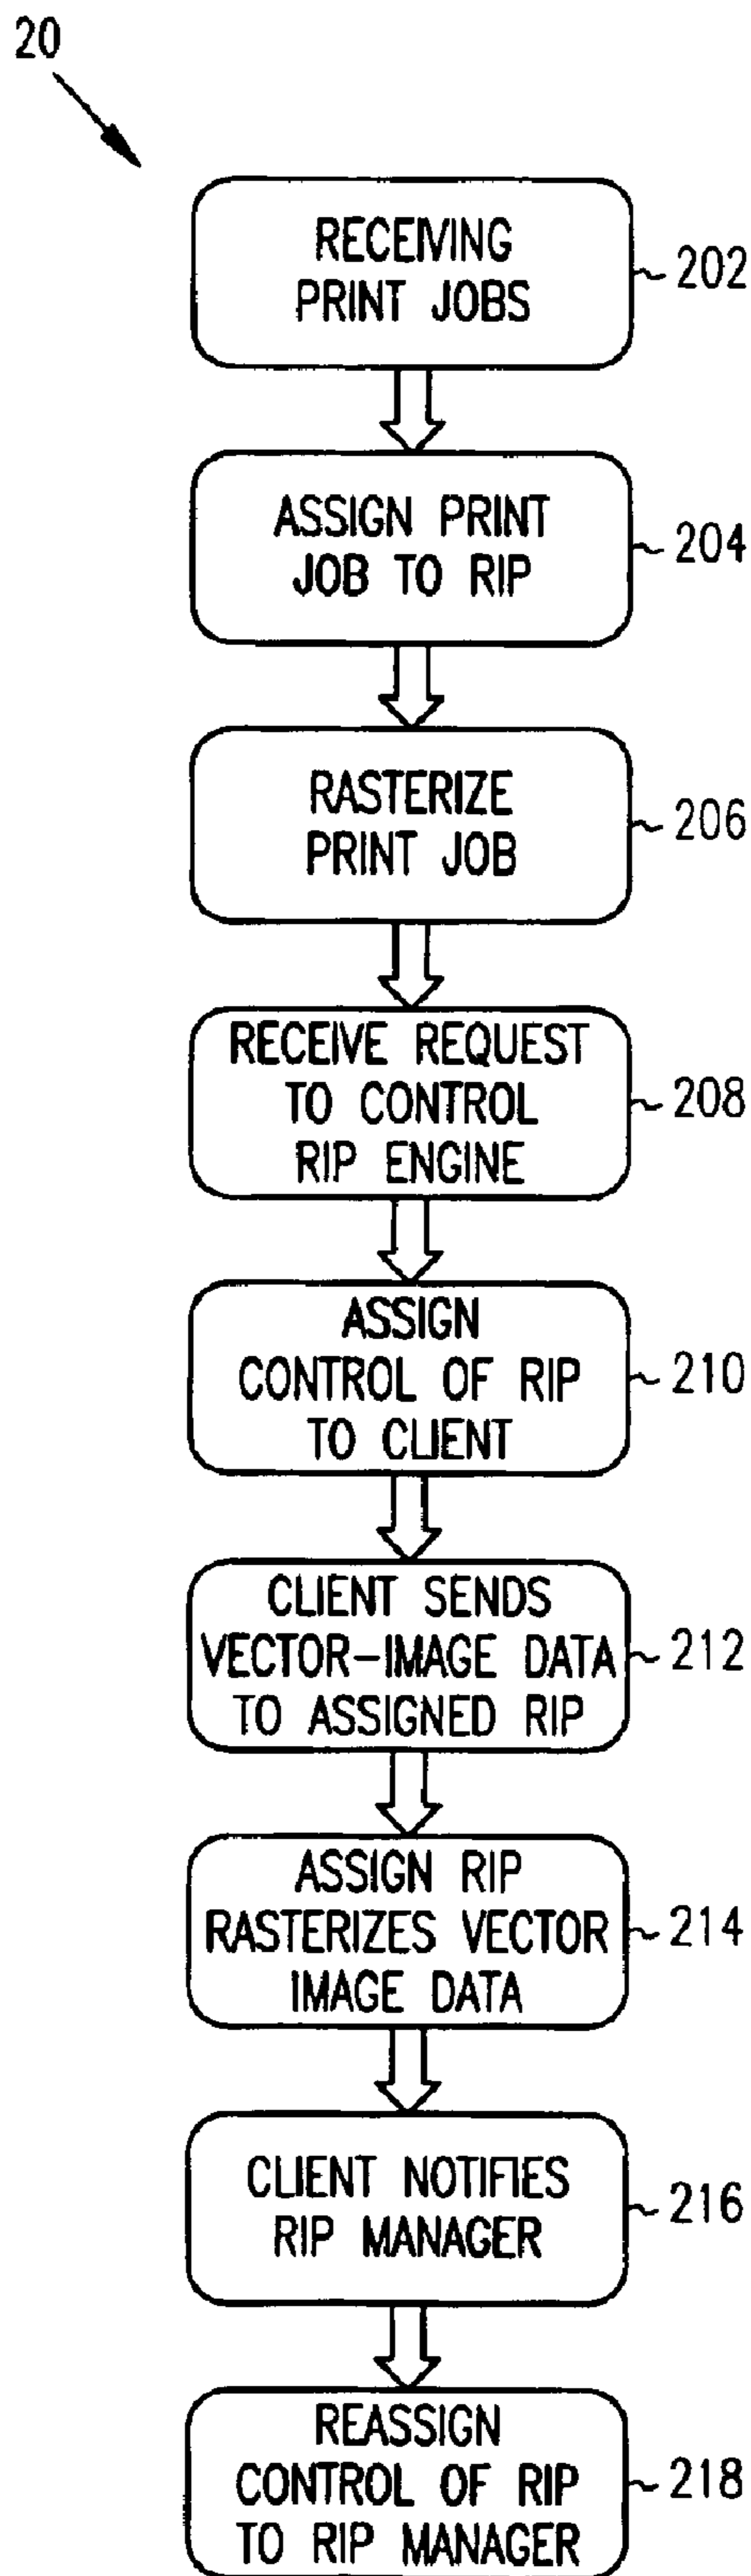 20
RECEIVING
PRINT JOBS
202
ASSIGN PRINT
JOB TO RIP
204
RASTERIZE
PRINT JOB
206
RECEIVE REQUEST
TO CONTROL
RIP ENGINE
208
ASSIGN
CONTROL OF RIP
TO CLIENT
210
CLIENT SENDS
VECTOR-IMAGE DATA
TO ASSIGNED RIP
212
ASSIGN RIP
RASTERIZES VECTOR
IMAGE DATA
214
CLIENT NOTIFIES
RIP MANAGER
216
REASSIGN
CONTROL OF RIP
TO RIP MANAGER
218